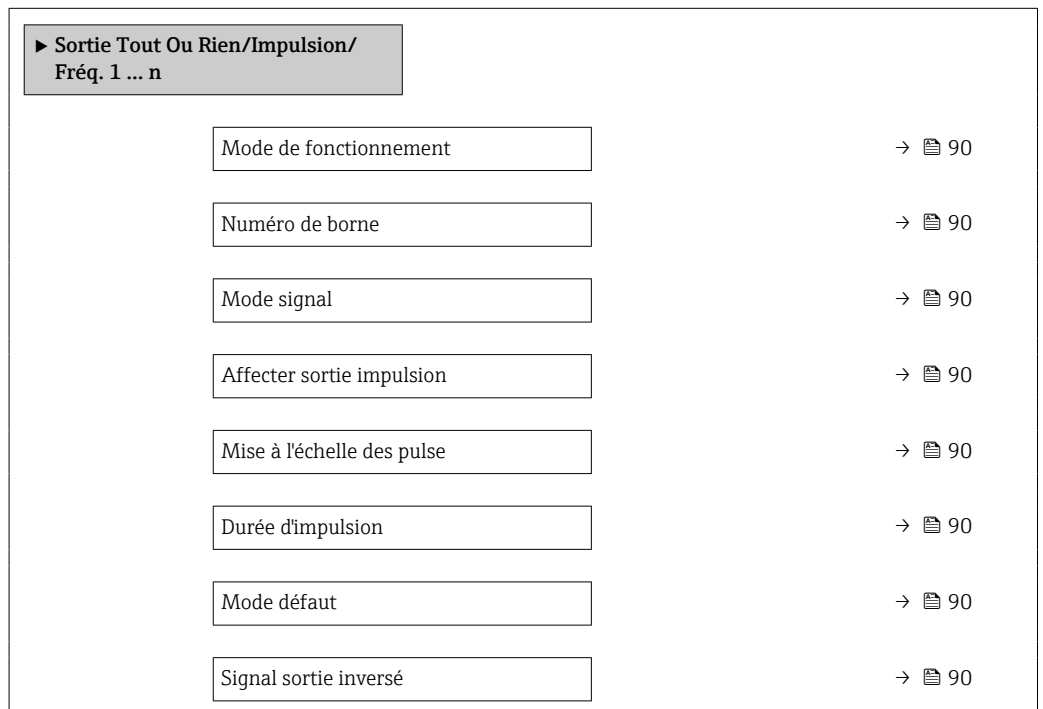 ▶ Sortie Tout Ou Rien/Impulsion/
Fréq. 1 … n
Mode de fonctionnement → 90
Numéro de borne → 90
Mode signal → 90
Affecter sortie impulsion → 90
Mise à l'échelle des pulse → 90
Durée d'impulsion → 90
Mode défaut → 90
Signal sortie inversé → 90